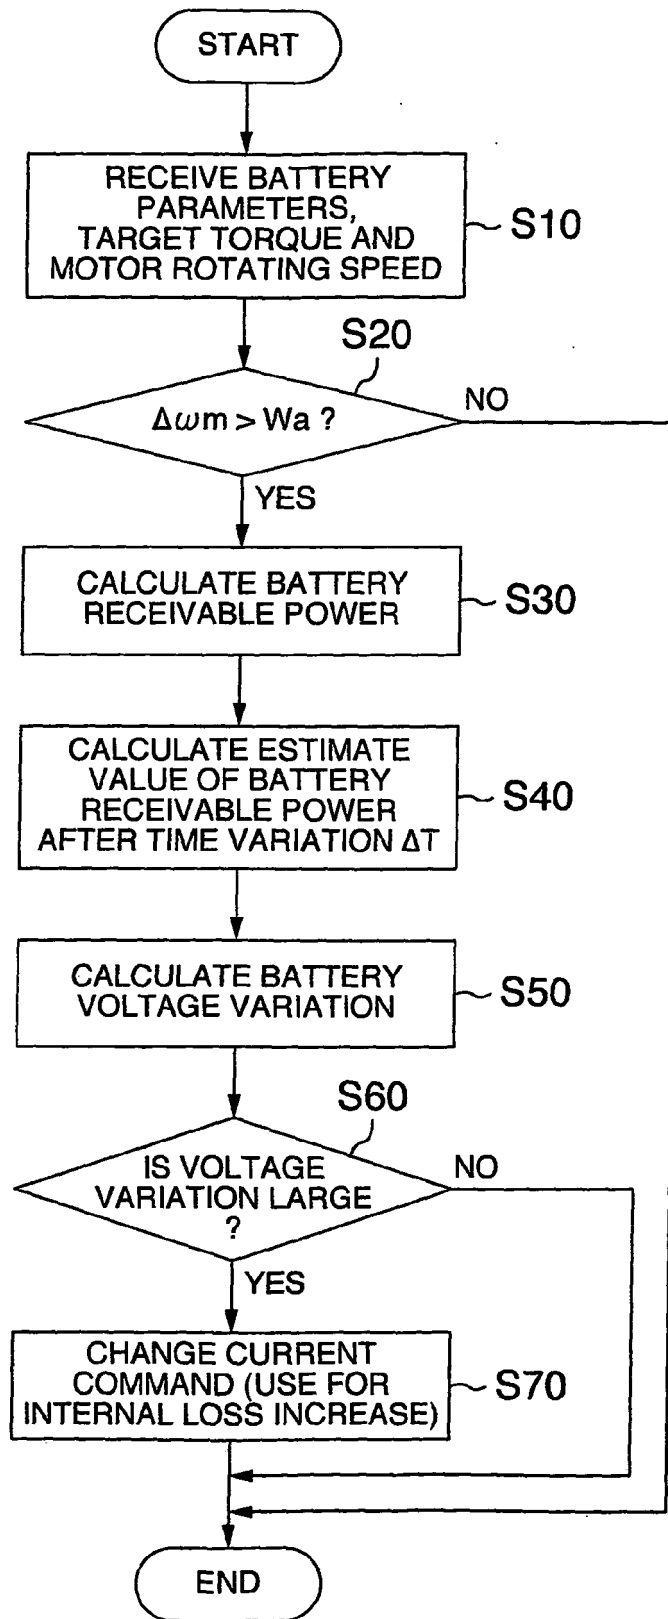 START
RECEIVE BATTERY
PARAMETERS,
TARGET TORQUE AND
MOTOR ROTATING SPEED
S10
S20
Δωm > Wa ?
NO
YES
CALCULATE BATTERY
RECEIVABLE POWER
S30
CALCULATE ESTIMATE
VALUE OF BATTERY
RECEIVABLE POWER
AFTER TIME VARIATION ΔT
S40
CALCULATE BATTERY
VOLTAGE VARIATION
S50
S60
IS VOLTAGE
VARIATION LARGE
?
NO
YES
CHANGE CURRENT
COMMAND (USE FOR
INTERNAL LOSS INCREASE)
S70
END